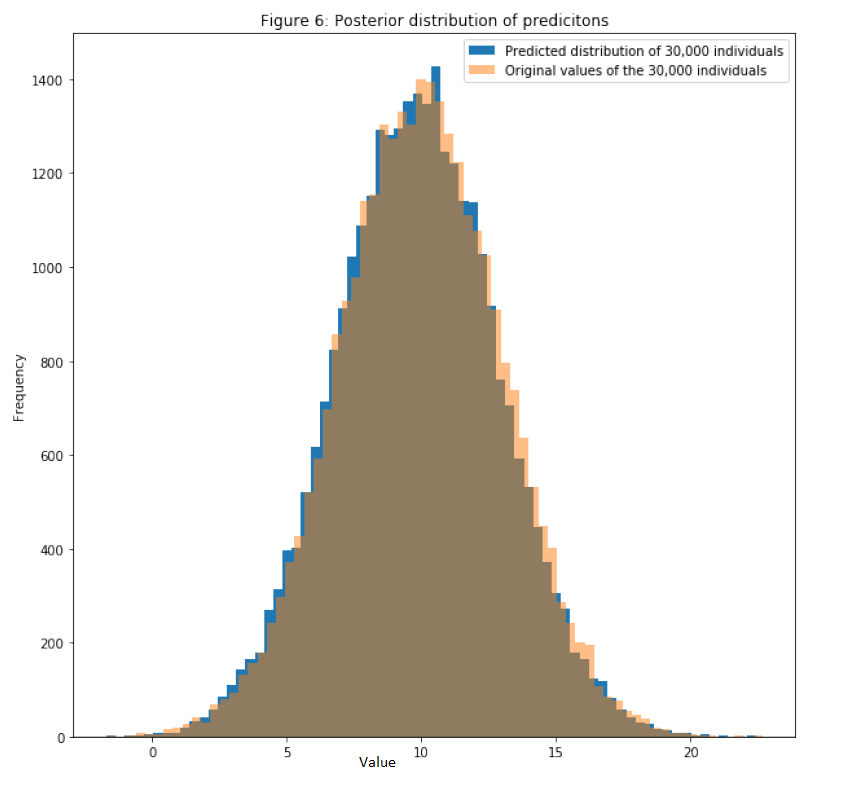 Figure 6: Posterior distribution of predicitons
Predicted distribution of 30,000 individuals
Original values of the 30,000 individuals
1400
1200
1000
800
600
400
200
0
Frequency
0 5 10 15 20
Value